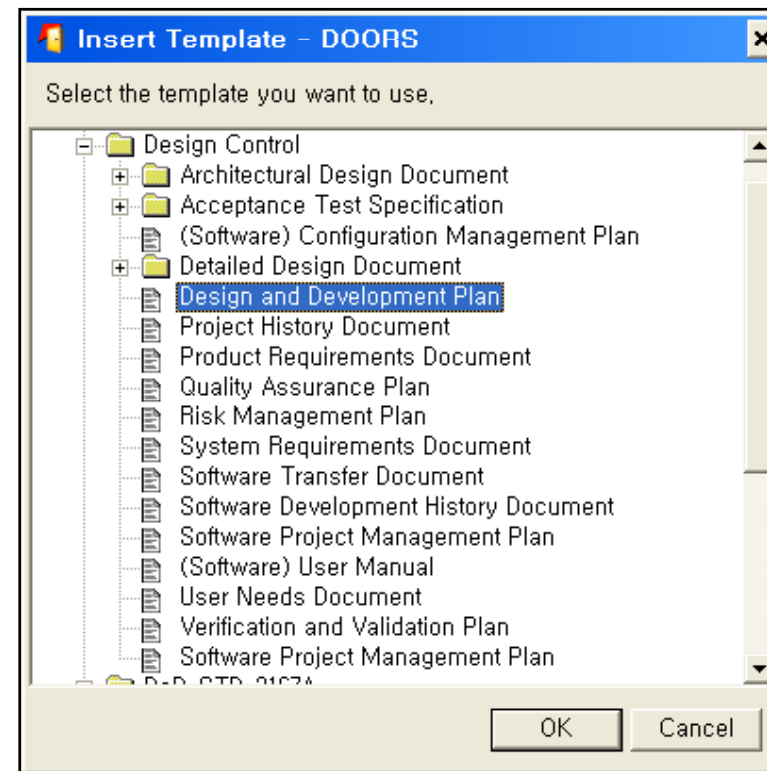 Insert Template - DOORS
Select the template you want to use,
Design Control
Architectural Design Document
Acceptance Test Specification
(Software) Configuration Management Plan
Detailed Design Document
Design and Development Plan
Project History Document
Product Requirements Document
Quality Assurance Plan
Risk Management Plan
System Requirements Document
Software Transfer Document
Software Development History Document
Software Project Management Plan
(Software) User Manual
User Needs Document
Verification and Validation Plan
Software Project Management Plan
OK Cancel